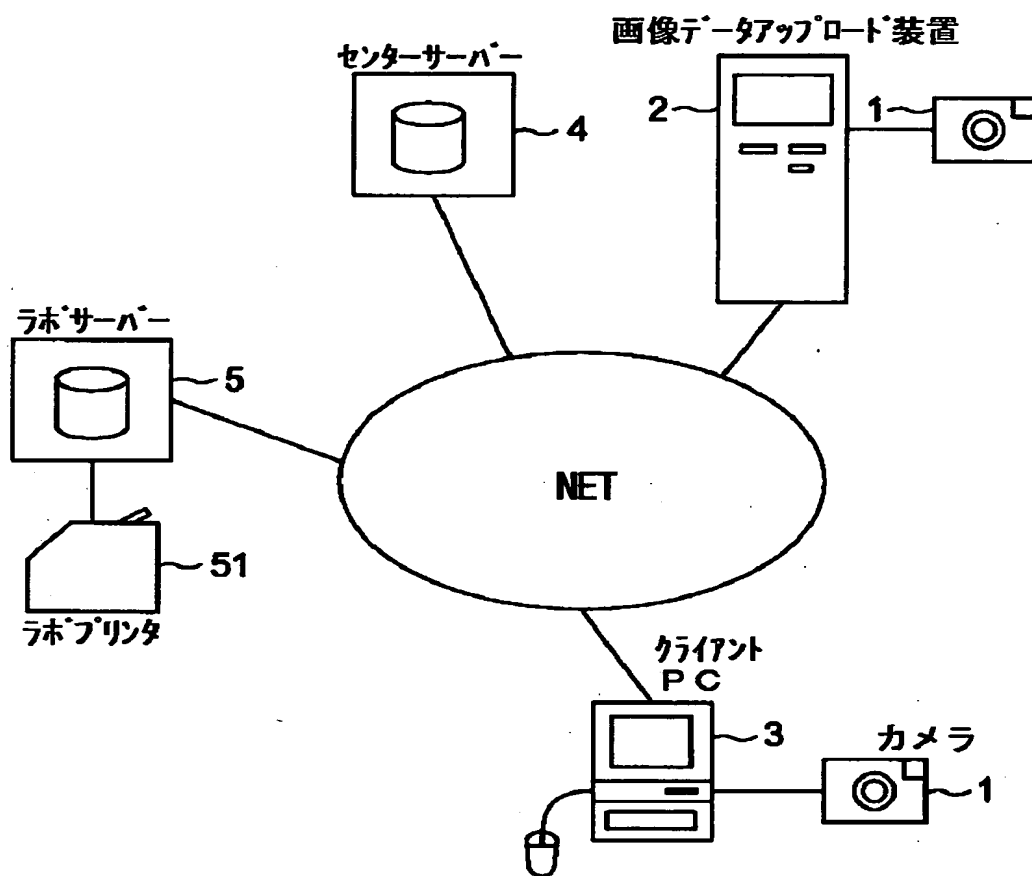 画像データアップロード装置
センターサーバー
2
1
4
ラボサーバー
5
NET
51
ラボプリンタ
クライアント
PC
3
カメラ
1